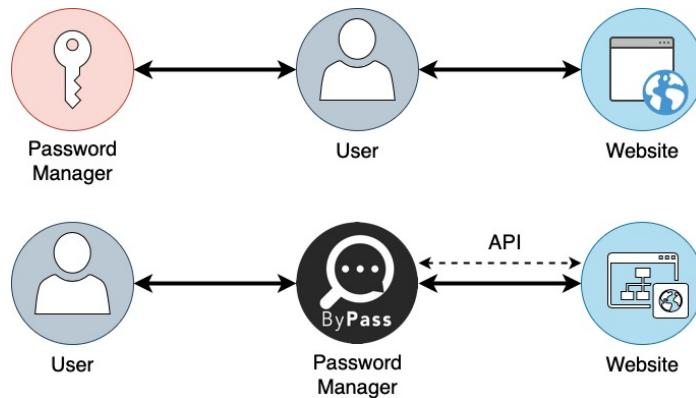 Password
Manager
User
Website
API
ByPass
User
Password
Manager
Website